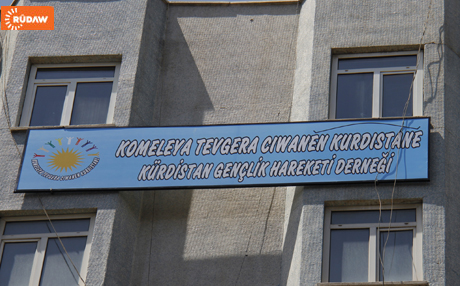 RÛDAW
KOMELEYA TEVGERA CIWANÊN KURDISTANÊ
KÜRDİSTAN GENÇLİK HAREKETİ DERNEĞİ